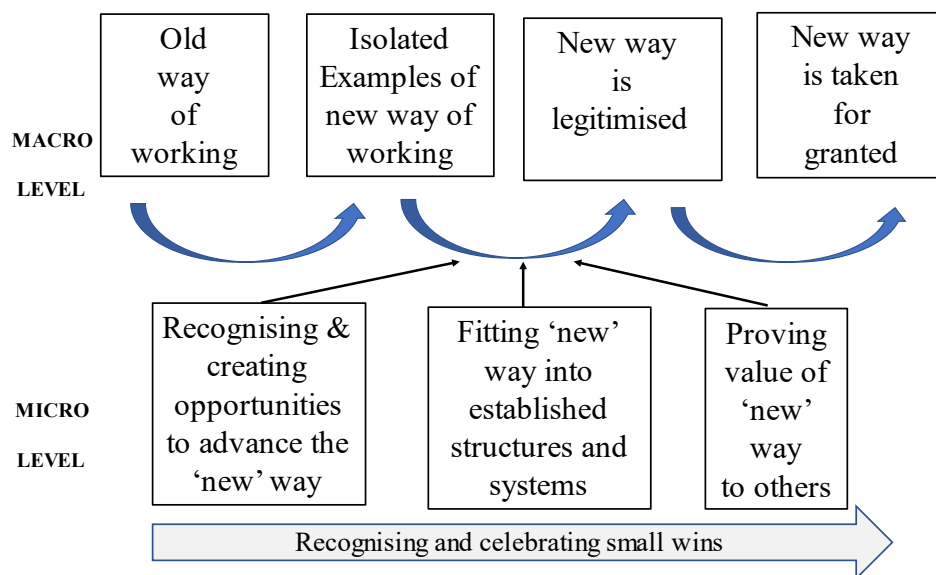 Old
way
of
working
Isolated
Examples of
new way of
working
New way
is
legitimised
New way
is taken
for
granted
MACRO
LEVEL
Recognising &
creating
opportunities
to advance the
‘new’ way
Fitting ‘new’
way into
established
structures and
systems
Proving
value of
‘new’
way
to others
MICRO
LEVEL
Recognising and celebrating small wins